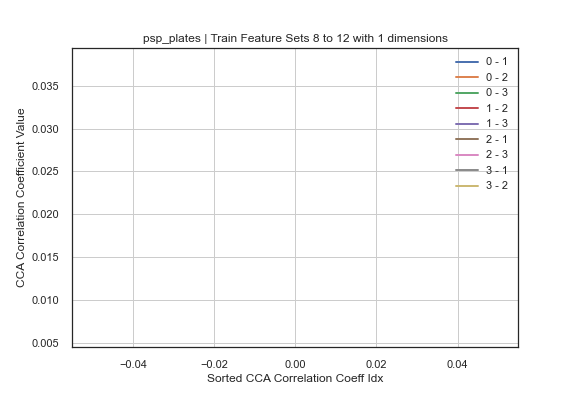 psp_plates | Train Feature Sets 8 to 12 with 1 dimensions
CCA Correlation Coefficient Value
0.035
0.030
0.025
0.020
0.015
0.010
0.005
0 - 1
0 - 2
0 - 3
1 - 2
1 - 3
2 - 1
2 - 3
3 - 1
3 - 2
−0.04
−0.02
0.00
0.02
0.04
Sorted CCA Correlation Coeff Idx